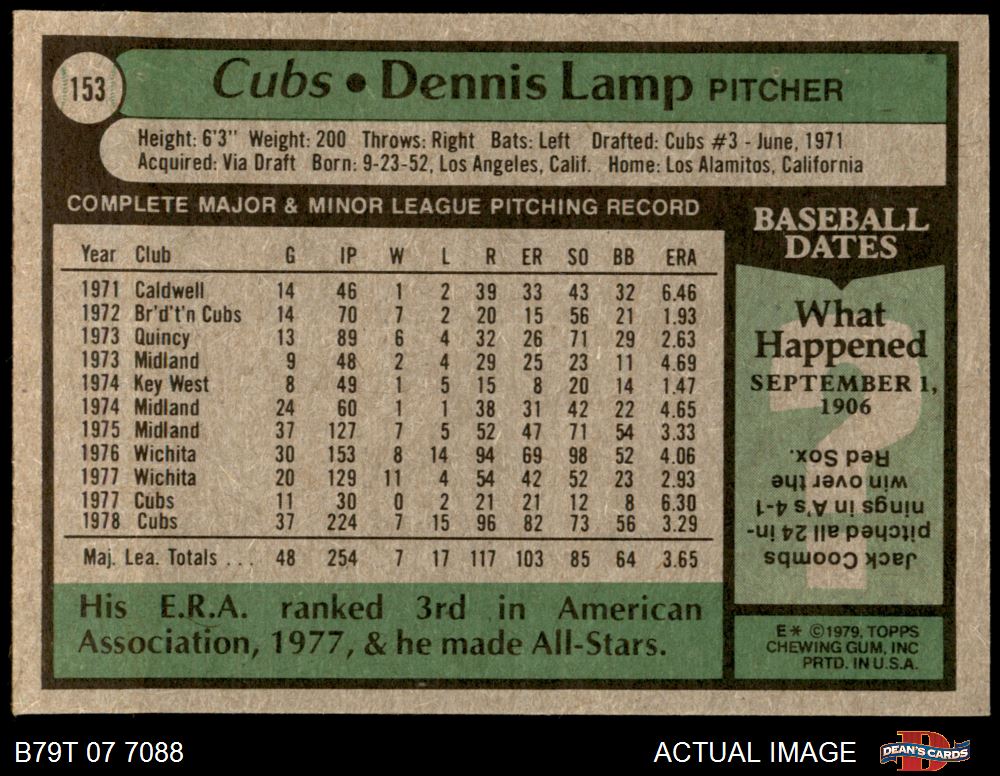 153
Cubs • Dennis Lamp PITCHER
Height: 6'3" Weight: 200 Throws: Right Bats: Left Drafted: Cubs #3 - June, 1971
Acquired: Via Draft Born: 9-23-52, Los Angeles, Calif. Home: Los Alamitos, California
COMPLETE MAJOR & MINOR LEAGUE PITCHING RECORD
Year Club G IP W L R ER SO BB ERA
1971 Caldwell 14 46 1 2 39 33 43 32 6.46
1972 Br'd't'n Cubs 14 70 7 2 20 15 56 21 1.93
1973 Quincy 13 89 6 4 32 26 71 29 2.63
1973 Midland 9 48 2 4 29 25 23 11 4.69
1974 Key West 8 49 1 5 15 8 20 14 1.47
1974 Midland 24 60 1 1 38 31 42 22 4.65
1975 Midland 37 127 7 5 52 47 71 54 3.33
1976 Wichita 30 153 8 14 94 69 98 52 4.06
1977 Wichita 20 129 11 4 54 42 52 23 2.93
1977 Cubs 11 30 0 2 21 21 12 8 6.30
1978 Cubs 37 224 7 15 96 82 73 56 3.29
Maj. Lea. Totals ... 48 254 7 17 117 103 85 64 3.65
His E.R.A. ranked 3rd in American
Association, 1977, & he made All-Stars.
BASEBALL
DATES
What
Happened
SEPTEMBER 1,
1906
?
Jack Coombs
pitched all 24 in-
nings in A's 4-1
win over the
Red Sox.
E* ©1979, TOPPS
CHEWING GUM, INC
PRTD. IN U.S.A.
B79T 07 7088
ACTUAL IMAGE
D
DEAN'S CARDS